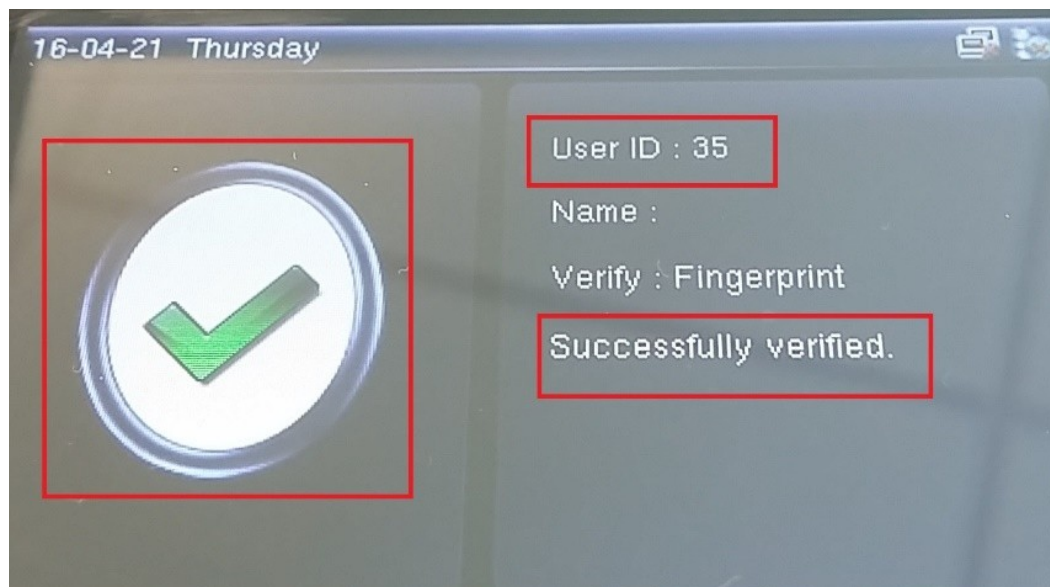 16-04-21 Thursday
User ID : 35
Name :
Verify : Fingerprint
Successfully verified.